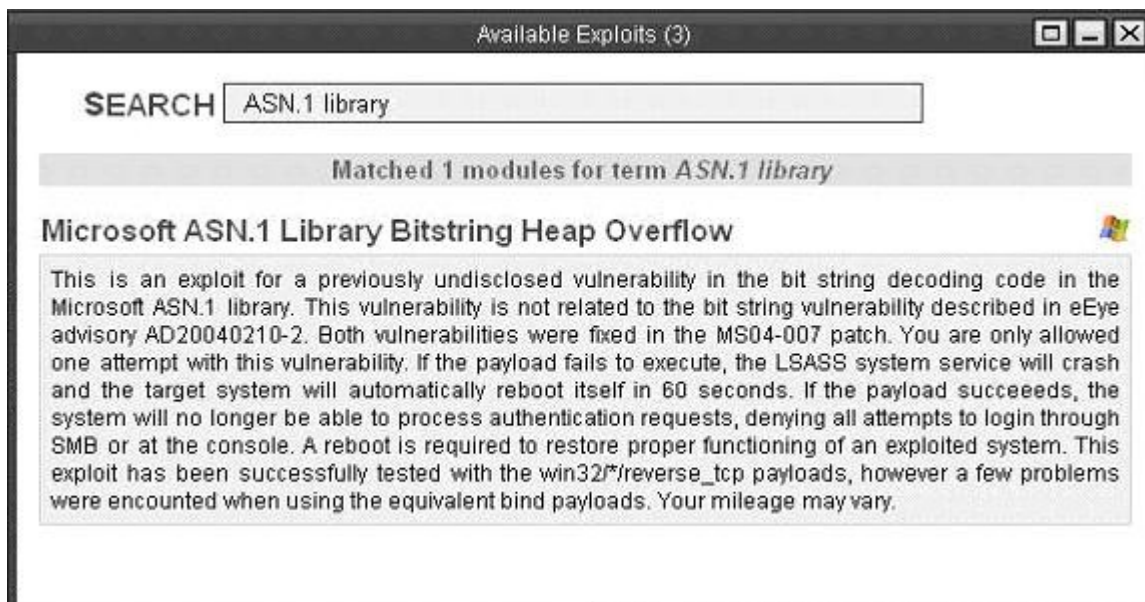 Available Exploits (3)
SEARCH ASN.1 library
Matched 1 modules for term ASN.1 library
Microsoft ASN.1 Library Bitstring Heap Overflow
This is an exploit for a previously undisclosed vulnerability in the bit string decoding code in the
Microsoft ASN.1 library. This vulnerability is not related to the bit string vulnerability described in eEye
advisory AD20040210-2. Both vulnerabilities were fixed in the MS04-007 patch. You are only allowed
one attempt with this vulnerability. If the payload fails to execute, the LSASS system service will crash
and the target system will automatically reboot itself in 60 seconds. If the payload succeeeds, the
system will no longer be able to process authentication requests, denying all attempts to login through
SMB or at the console. A reboot is required to restore proper functioning of an exploited system. This
exploit has been successfully tested with the win32/*/reverse_tcp payloads, however a few problems
were encountered when using the equivalent bind payloads. Your mileage may vary.